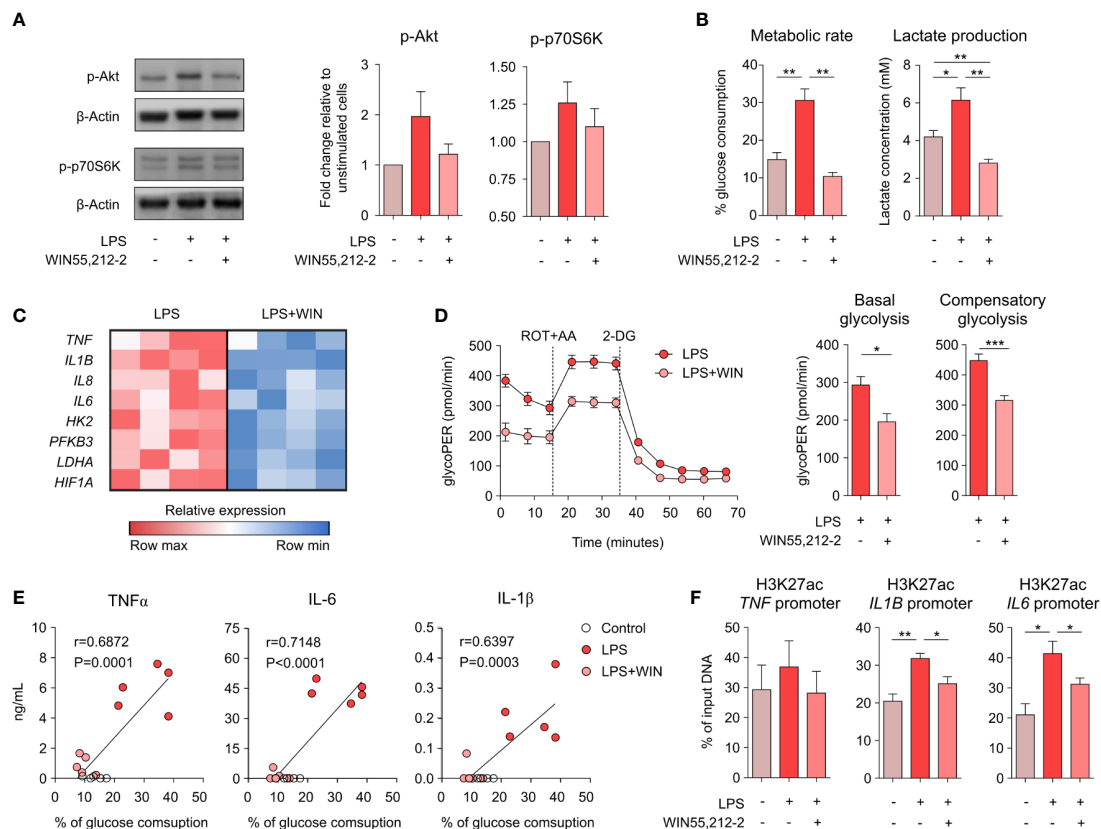 A
p-Akt
β-Actin
p-p70S6K
β-Actin
LPS - + +
WIN55,212-2 - - +
p-Akt
Fold change relative to
unstimulated cells
3
2
1
0
LPS - + +
WIN55,212-2 - - +
p-p70S6K
1.50
1.25
1.00
0.75
0.50
- + +
- - +
B
Metabolic rate
% glucose consumption
40
30
20
10
0
** **
LPS - + +
WIN55,212-2 - - +
Lactate production
Lactate concentration (mM)
8
6
4
2
0
**
* **
- + +
- - +
C
LPS LPS+WIN
TNF
IL1B
IL8
IL6
HK2
PFKB3
LDHA
HIF1A
Relative expression
Row max Row min
D
ROT+AA 2-DG
LPS
LPS+WIN
glycoPER (pmol/min)
500
400
300
200
100
0
0 10 20 30 40 50 60 70
Time (minutes)
Basal
glycolysis
glycoPER (pmol/min)
500
400
300
200
100
0
*
LPS + +
WIN55,212-2 - +
Compensatory
glycolysis
500
400
300
200
100
0
***
+ +
- +
E
TNFα
ng/mL
10
8
6
4
2
0
r=0.6872
P=0.0001
0 10 20 30 40 50
% of glucose comsuption
IL-6
75
60
45
30
15
0
r=0.7148
P<0.0001
0 10 20 30 40 50
% of glucose comsuption
IL-1β
0.5
0.4
0.3
0.2
0.1
0.0
r=0.6397
P=0.0003
0 10 20 30 40 50
% of glucose comsuption
Control
LPS
LPS+WIN
F
H3K27ac
TNF promoter
% of input DNA
50
40
30
20
10
0
LPS - + +
WIN55,212-2 - - +
H3K27ac
IL1B promoter
50
40
30
20
10
0
** *
- + +
- - +
H3K27ac
IL6 promoter
50
40
30
20
10
0
* *
- + +
- - +